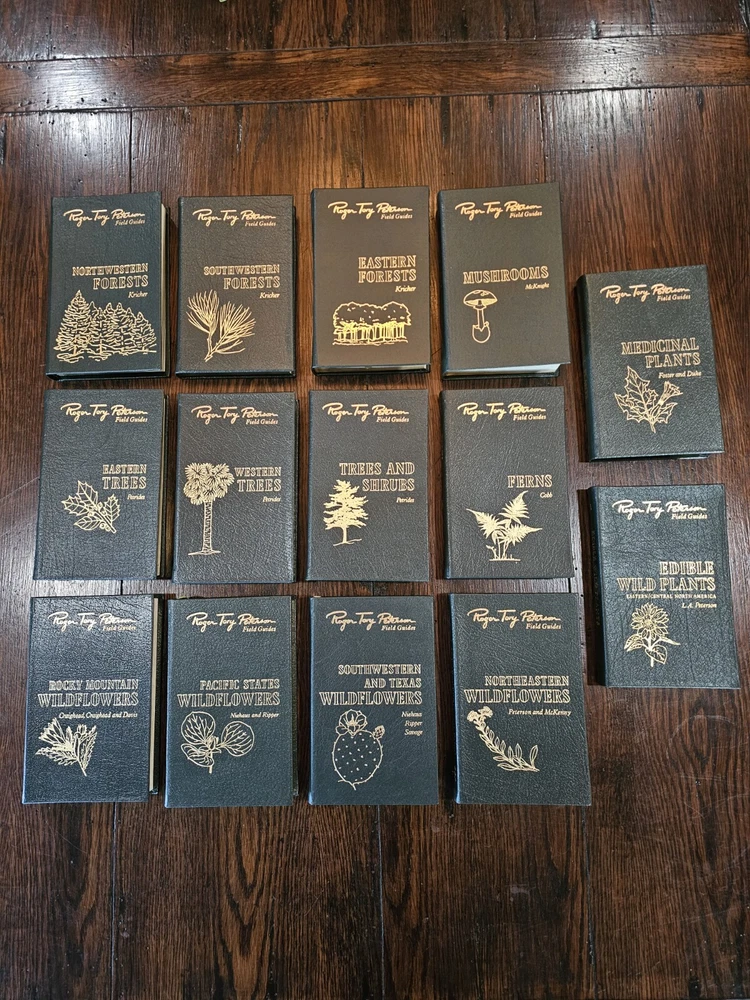 Roger Tory Peterson
Field Guides
NORTHWESTERN
FORESTS
Kricher
Roger Tory Peterson
Field Guides
SOUTHWESTERN
FORESTS
Kricher
Roger Tory Peterson
Field Guides
EASTERN
FORESTS
Kricher
Roger Tory Peterson
Field Guides
MUSHROOMS
McKnight
Roger Tory Peterson
Field Guides
MEDICINAL
PLANTS
Foster and Duke
Roger Tory Peterson
Field Guides
EASTERN
TREES
Petrides
Roger Tory Peterson
Field Guides
WESTERN
TREES
Petrides
Roger Tory Peterson
Field Guides
TREES AND
SHRUBS
Petrides
Roger Tory Peterson
Field Guides
FERNS
Cobb
Roger Tory Peterson
Field Guides
EDIBLE
WILD PLANTS
EASTERN/CENTRAL NORTH AMERICA
L.A. Peterson
Roger Tory Peterson
Field Guides
ROCKY MOUNTAIN
WILDFLOWERS
Craighead, Craighead and Davis
Roger Tory Peterson
Field Guides
PACIFIC STATES
WILDFLOWERS
Niehaus and Ripper
Roger Tory Peterson
Field Guides
SOUTHWESTERN
AND TEXAS
WILDFLOWERS
Niehaus
Ripper
Savage
Roger Tory Peterson
Field Guides
NORTHEASTERN
WILDFLOWERS
Peterson and McKenny